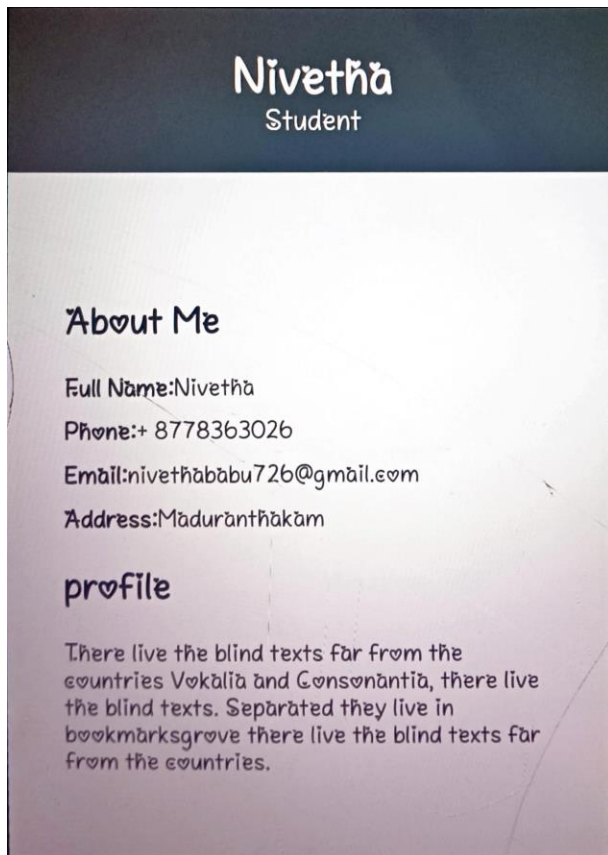 Nivetha
Student
About Me
Full Name:Nivetha
Phone:+ 8778363026
Email:nivethababu726@gmail.com
Address:Maduranthakam
profile
There live the blind texts far from the
countries Vokalia and Consonantia, there live
the blind texts. Separated they live in
bookmarksgrove there live the blind texts far
from the countries.